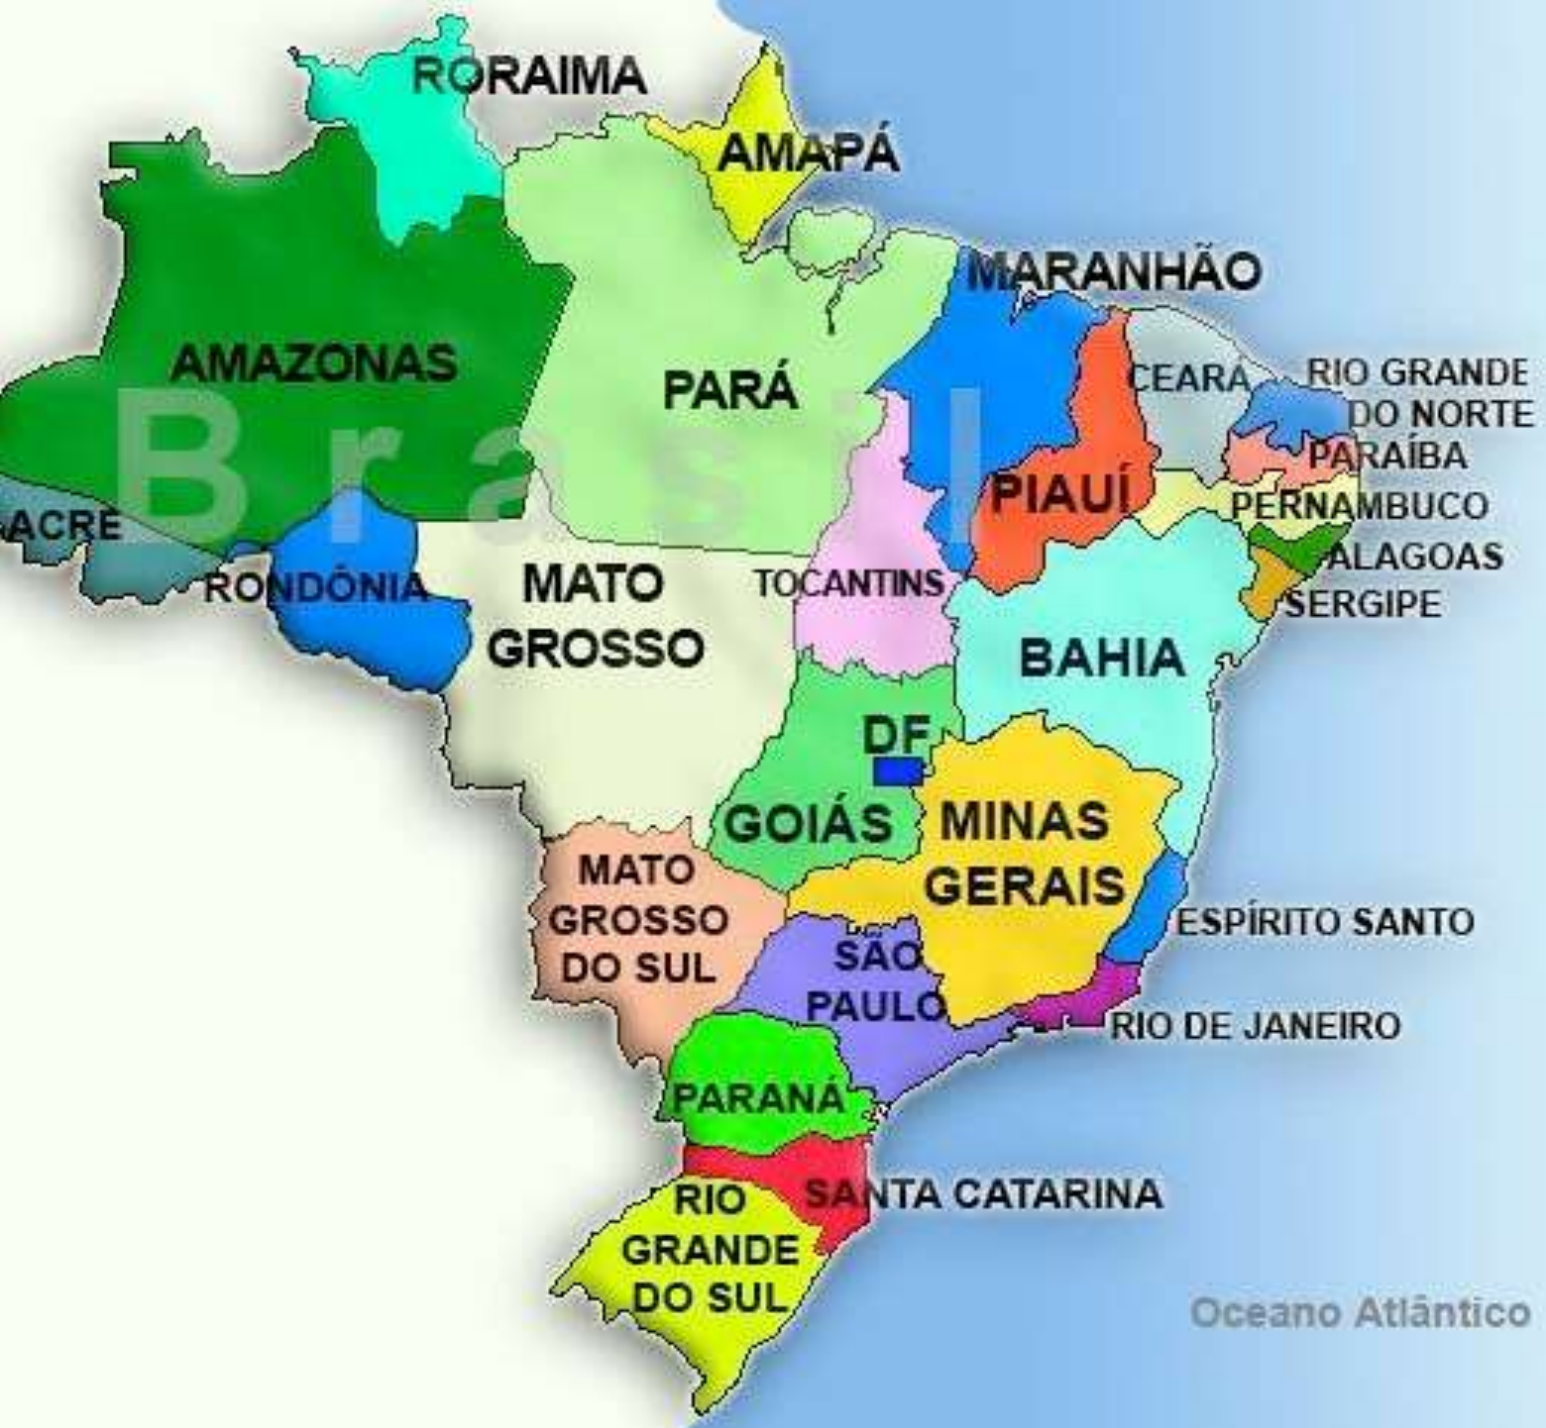 RORAIMA
AMAPÁ
MARANHÃO
AMAZONAS
PARÁ
CEARÁ
RIO GRANDE
DO NORTE
PARAÍBA
Brasil
PIAUÍ
PERNAMBUCO
ACRE
ALAGOAS
RONDÔNIA
MATO
GROSSO
TOCANTINS
SERGIPE
BAHIA
DF
GOIÁS
MINAS
GERAIS
MATO
GROSSO
DO SUL
ESPÍRITO SANTO
SÃO
PAULO
RIO DE JANEIRO
PARANÁ
SANTA CATARINA
RIO
GRANDE
DO SUL
Oceano Atlântico